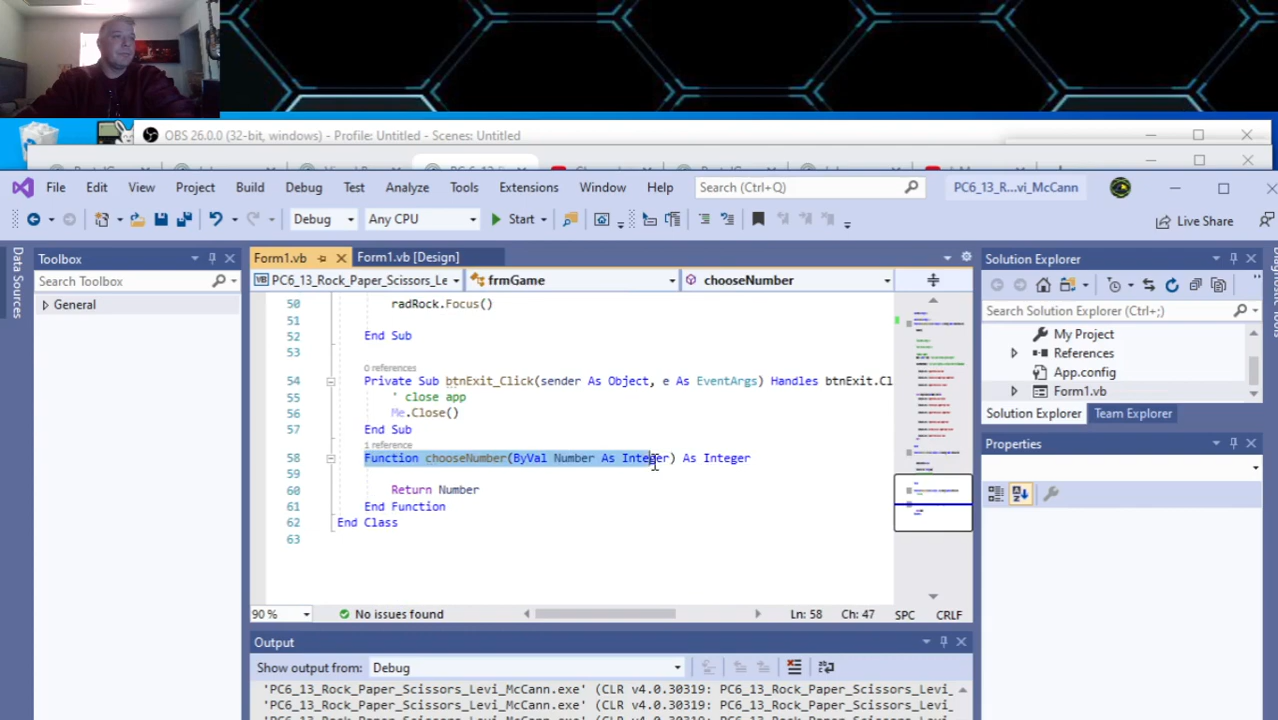 OBS 26.0.0 (32-bit, windows) - Profile: Untitled - Scenes: Untitled
File Edit View Project Build Debug Test Analyze Tools Extensions Window Help Search (Ctrl+Q) PC6_13_R...vi_McCann
Debug Any CPU Start Live Share
Data Sources
Toolbox
Search Toolbox
General
Form1.vb Form1.vb [Design]
PC6_13_Rock_Paper_Scissors_Le frmGame chooseNumber
50 radRock.Focus()
51
52 End Sub
53
0 references
54 Private Sub btnExit_Click(sender As Object, e As EventArgs) Handles btnExit.Cl
55 ' close app
56 Me.Close()
57 End Sub
1 reference
58 Function chooseNumber(ByVal Number As Integer) As Integer
59
60 Return Number
61 End Function
62 End Class
63
90 % No issues found Ln: 58 Ch: 47 SPC CRLF
Output
Show output from: Debug
'PC6_13_Rock_Paper_Scissors_Levi_McCann.exe' (CLR v4.0.30319: PC6_13_Rock_Paper_Scissors_Levi_
'PC6_13_Rock_Paper_Scissors_Levi_McCann.exe' (CLR v4.0.30319: PC6_13_Rock_Paper_Scissors_Levi_
Solution Explorer
Search Solution Explorer (Ctrl+;)
My Project
References
App.config
Form1.vb
Solution Explorer Team Explorer
Properties